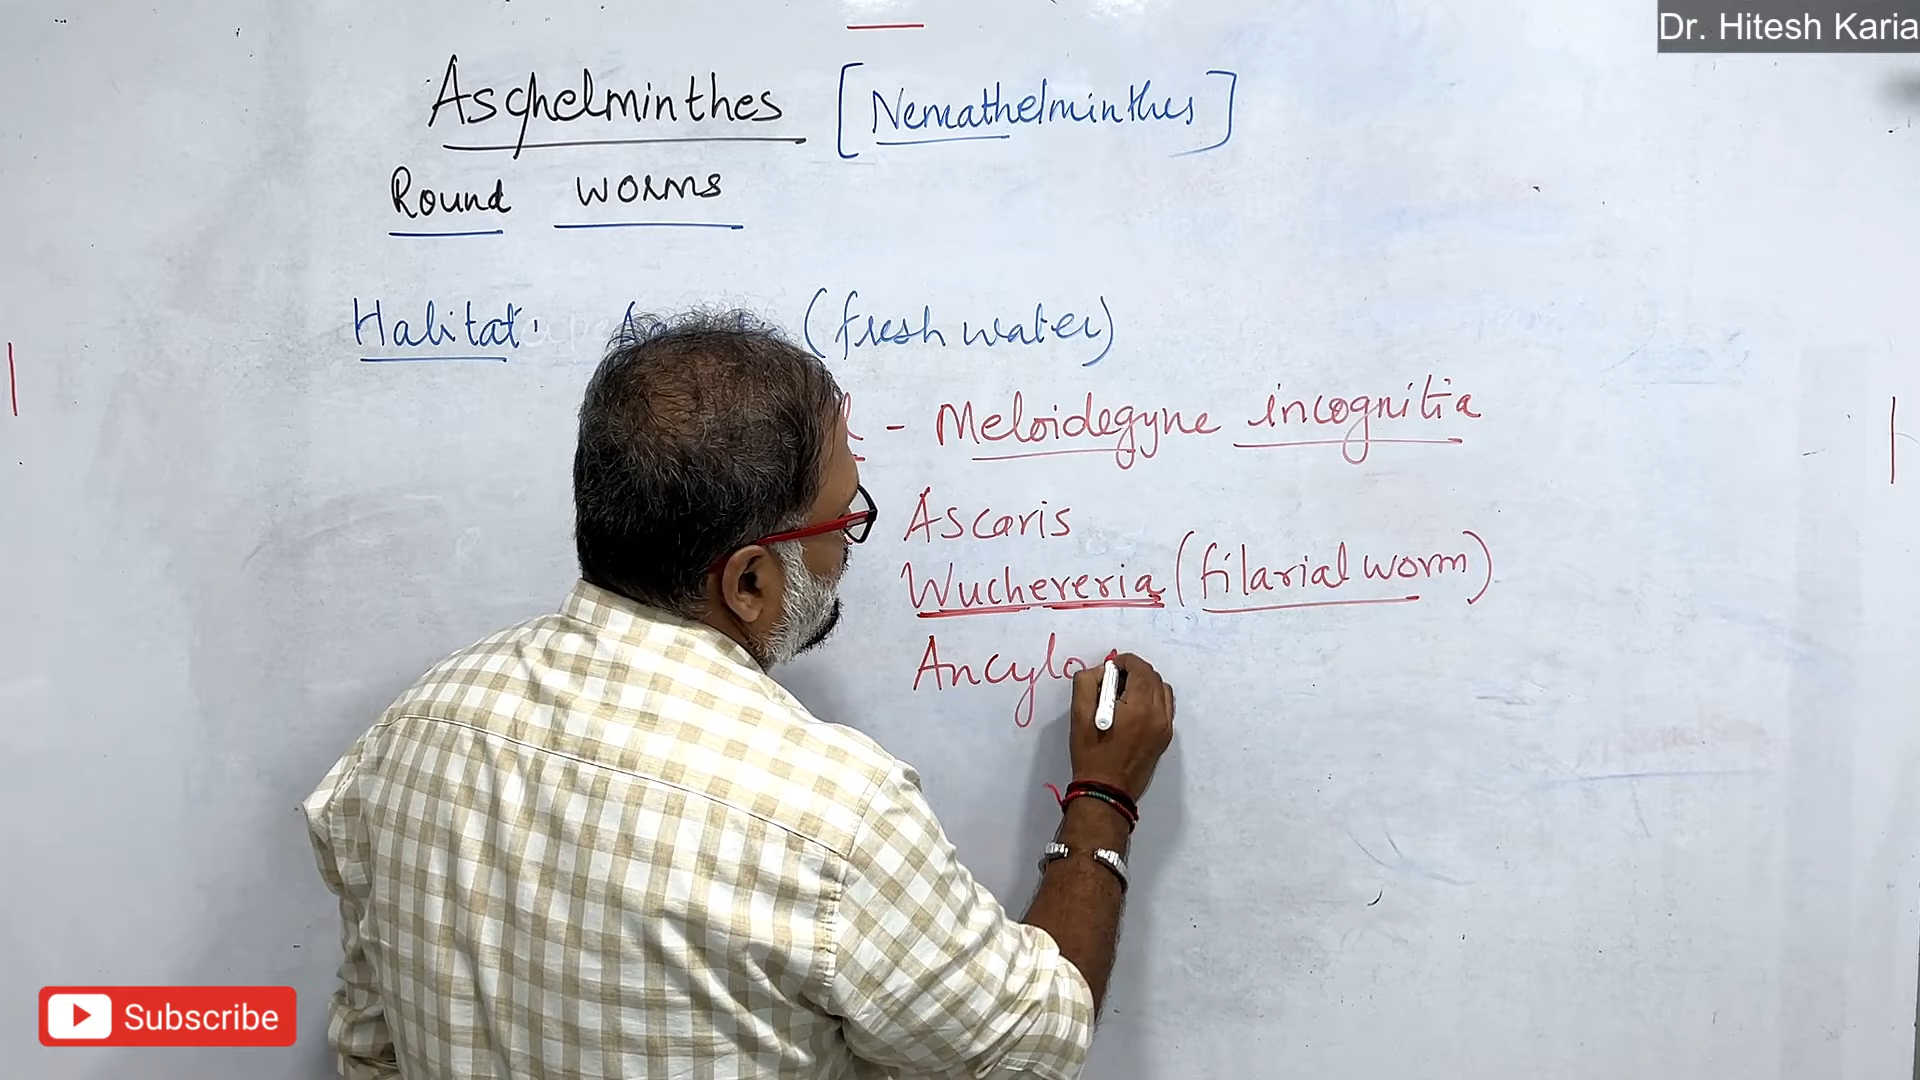 Dr. Hitesh Karia
Aschelminthes [Nemathelminthes]
Round worms
Habitat: (fresh water)
- Meloidegyne incognitia
Ascaris
Wuchereria (filarial worm)
Ancylo
Subscribe